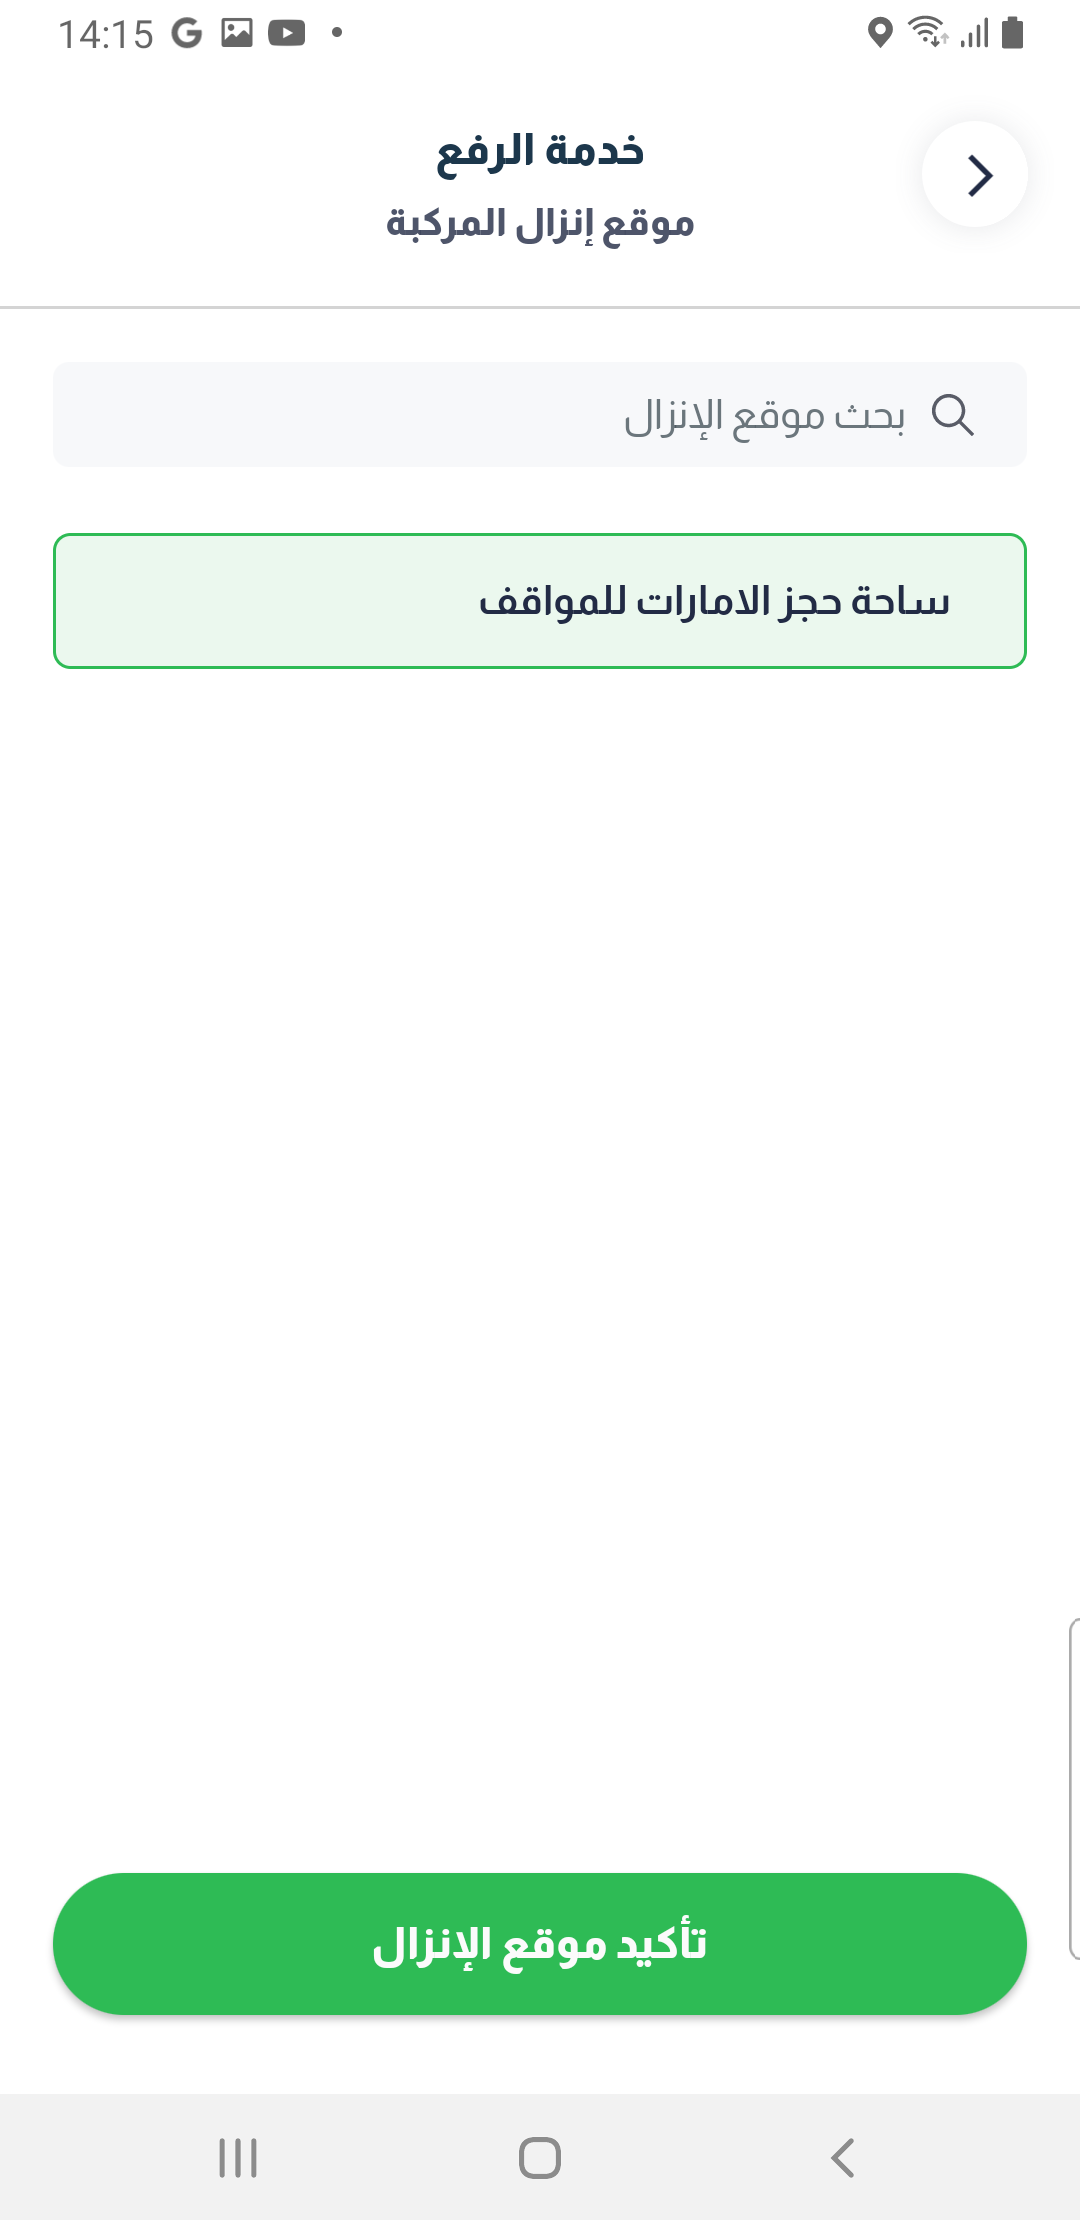 14:15
خدمة الرفع
موقع إنزال المركبة
بحث موقع الإنزال
ساحة حجز الامارات للمواقف
تأكيد موقع الإنزال